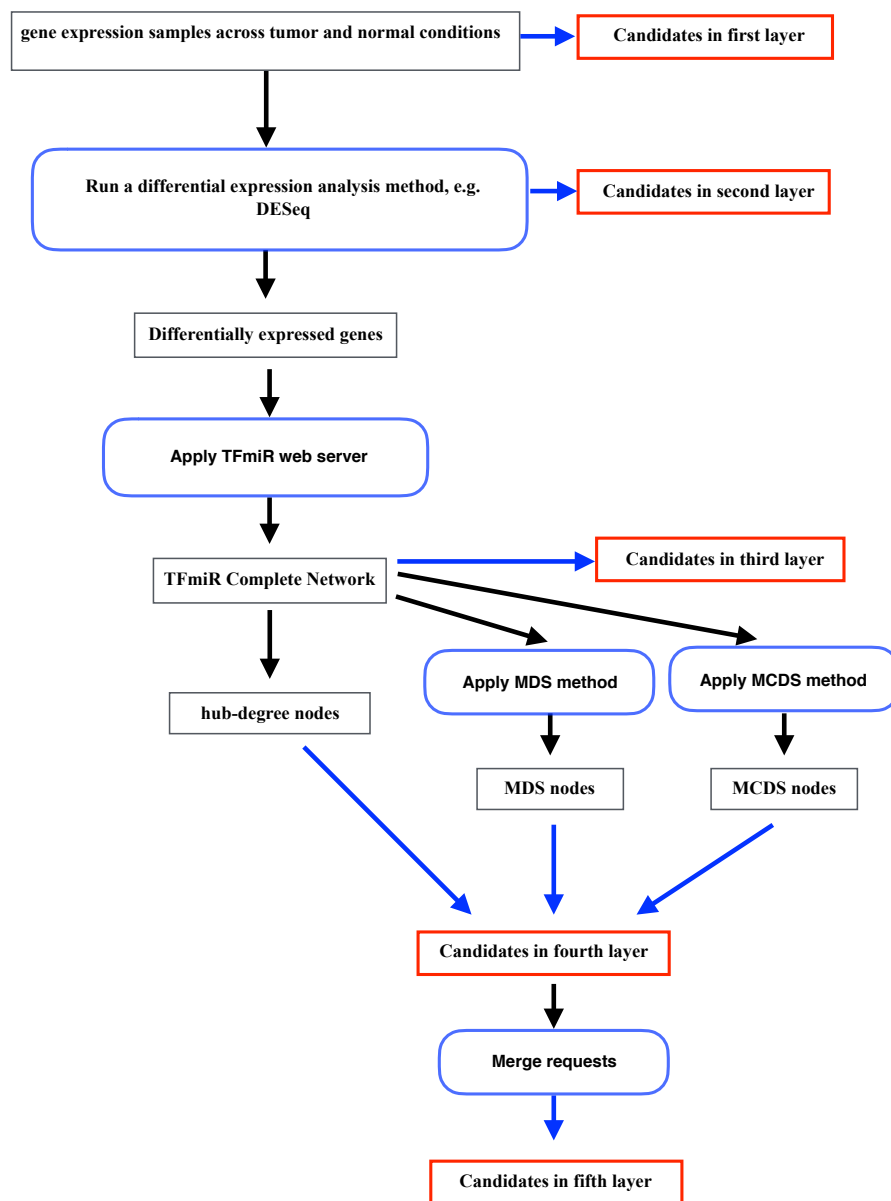 gene expression samples across tumor and normal conditions
Candidates in first layer
Run a differential expression analysis method, e.g.
DESeq
Candidates in second layer
Differentially expressed genes
Apply TFmiR web server
Candidates in third layer
TFmiR Complete Network
Apply MDS method
Apply MCDS method
hub-degree nodes
MDS nodes
MCDS nodes
Candidates in fourth layer
Merge requests
Candidates in fifth layer